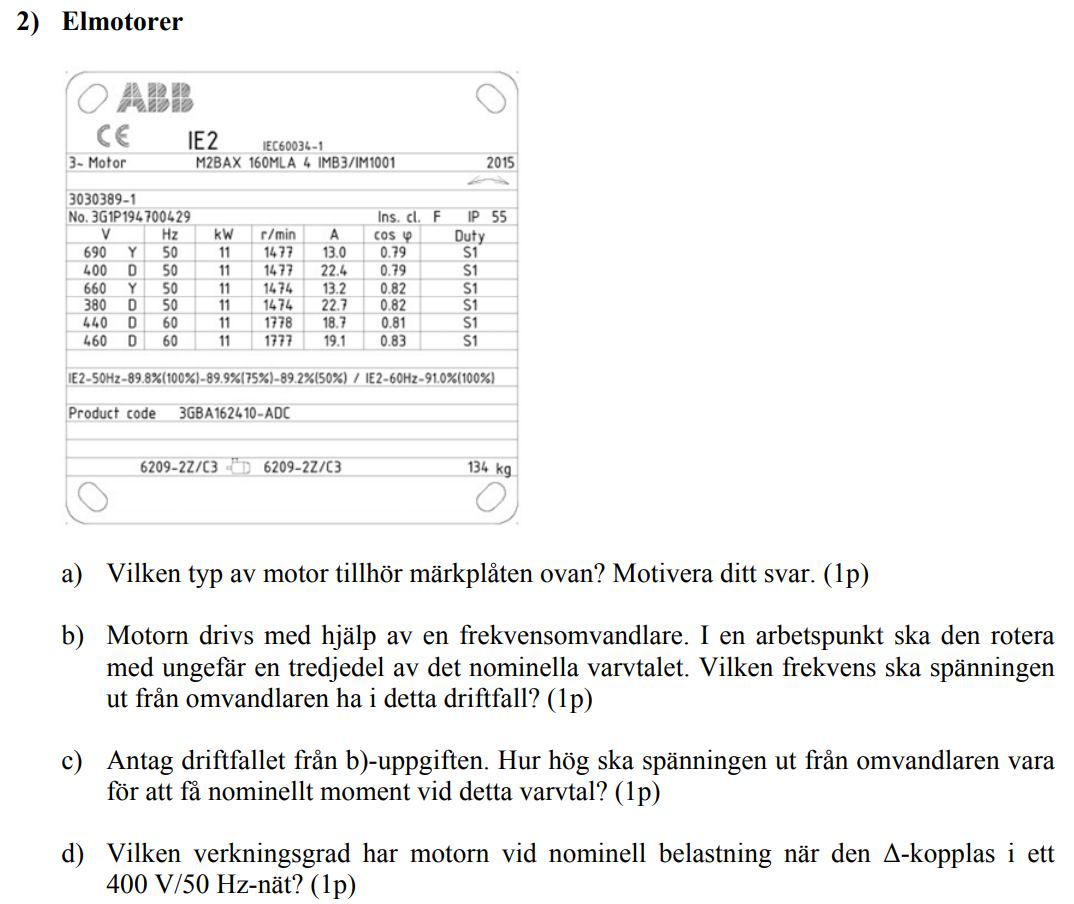 2) Elmotorer
ABB
CE IE2 IEC60034-1
3~ Motor M2BAX 160MLA 4 IMB3/IM1001 2015
3030389-1
No. 3G1P194700429 Ins. cl. F IP 55
V Hz kW r/min A cos φ Duty
690 Y 50 11 1477 13.0 0.79 S1
400 D 50 11 1477 22.4 0.79 S1
660 Y 50 11 1474 13.2 0.82 S1
380 D 50 11 1474 22.7 0.82 S1
440 D 60 11 1778 18.7 0.81 S1
460 D 60 11 1777 19.1 0.83 S1
IE2-50Hz-89.8%(100%)-89.9%(75%)-89.2%(50%) / IE2-60Hz-91.0%(100%)
Product code 3GBA162410-ADC
6209-2Z/C3 6209-2Z/C3 134 kg
a) Vilken typ av motor tillhör märkplåten ovan? Motivera ditt svar. (1p)
b) Motorn drivs med hjälp av en frekvensomvandlare. I en arbetspunkt ska den rotera
med ungefär en tredjedel av det nominella varvtalet. Vilken frekvens ska spänningen
ut från omvandlaren ha i detta driftfall? (1p)
c) Antag driftfallet från b)-uppgiften. Hur hög ska spänningen ut från omvandlaren vara
för att få nominellt moment vid detta varvtal? (1p)
d) Vilken verkningsgrad har motorn vid nominell belastning när den Δ-kopplas i ett
400 V/50 Hz-nät? (1p)